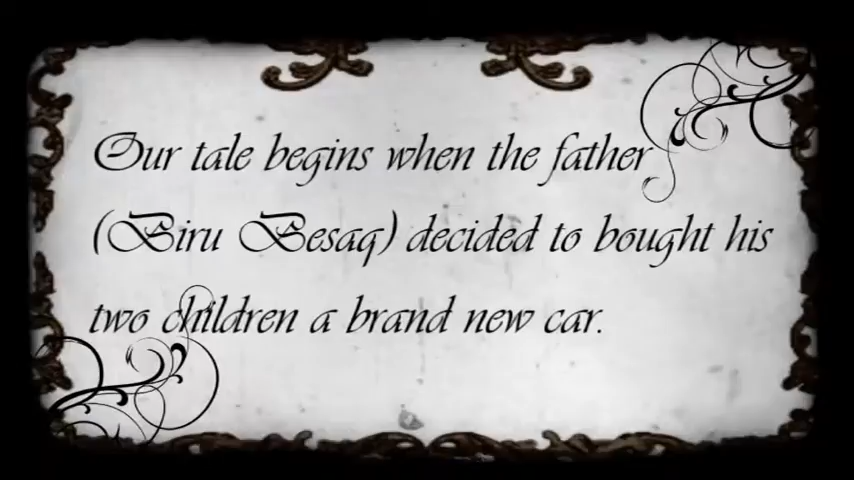 Our tale begins when the father
(Biru Besaq) decided to bought his
two children a brand new car.